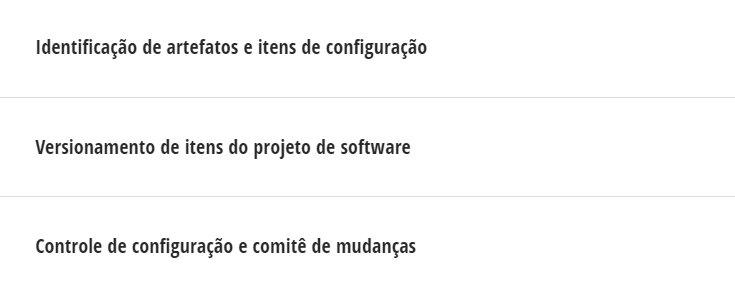 Identificação de artefatos e itens de configuração
Versionamento de itens do projeto de software
Controle de configuração e comitê de mudanças